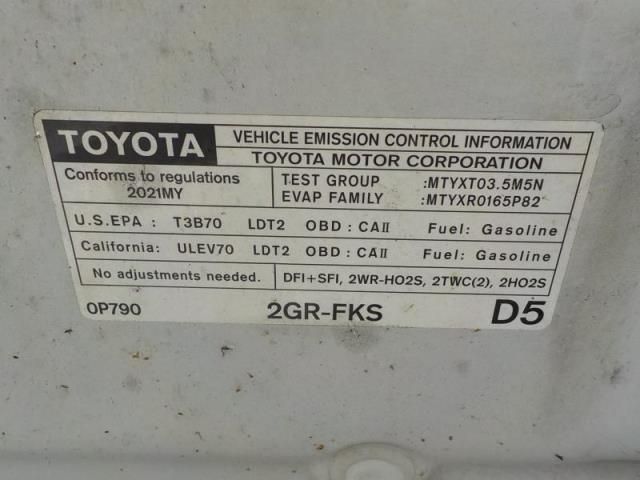 TOYOTA VEHICLE EMISSION CONTROL INFORMATION
TOYOTA MOTOR CORPORATION
Conforms to regulations
2021MY
TEST GROUP :MTYXT03.5M5N
EVAP FAMILY :MTYXR0165P82
U.S.EPA : T3B70 LDT2 OBD : CAII Fuel: Gasoline
California: ULEV70 LDT2 OBD : CAII Fuel: Gasoline
No adjustments needed. DFI+SFI, 2WR-HO2S, 2TWC(2), 2HO2S
0P790 2GR-FKS D5